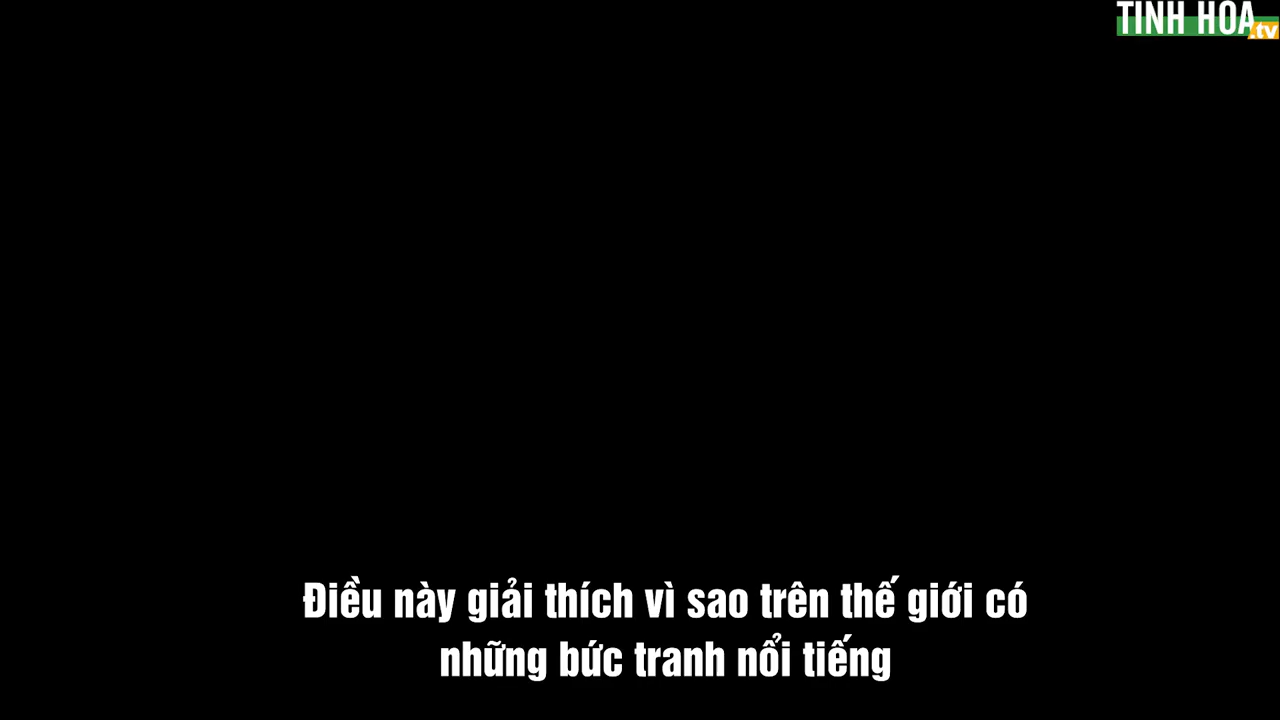 TINH HOA
.tv
Điều này giải thích vì sao trên thế giới có
những bức tranh nổi tiếng